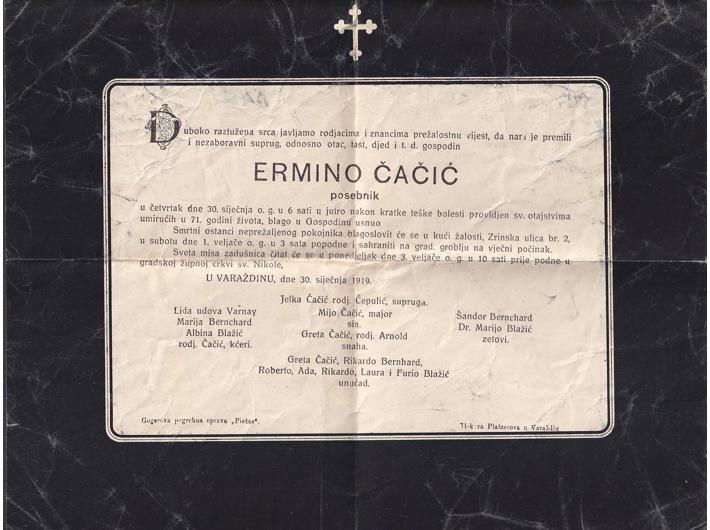 Duboko raztužena srca javljamo rodjacima i znancima prežalostnu vijest, da nam je premili
i nezaboravni suprug, odnosno otac, tast, djed i t. d. gospodin
ERMINO ČAČIĆ
posebnik
u četvrtak dne 30. siječnja o. g. u 6 sati u jutro nakon kratke teške bolesti providjen sv. otajstvima
umirućih u 71. godini života, blago u Gospodinu usnuo
Smrtni ostanci neprežaljenog pokojnika blagoslovit će se u kući žalosti, Zrinska ulica br. 2,
u subotu dne 1. veljače o. g. u 3 sata popodne i sahraniti na grad. groblju na vječni počinak.
Sveta misa zadušnica čitat će se u ponedjeljak dne 3. veljače o. g. u 10 sati prije podne u
gradskoj župnoj crkvi sv. Nikole,
U VARAŽDINU, dne 30. siječnja 1919.
Jelka Čačić rodj. Čepulić, supruga.
Lida udova Varnay
Marija Bernchard
Albina Blažić
rodj. Čačić, kćeri.
Mijo Čačić, major
sin.
Greta Čačić, rodj. Arnold
snaha.
Šandor Bernchard
Dr. Marijo Blažić
zetovi.
Greta Čačić, Rikardo Bernhard,
Roberto, Ada, Rikardo, Laura i Furio Blažić
unučad.
Gogerova pogrebna uprava „Pietas“.
Platzerova u Varaždin